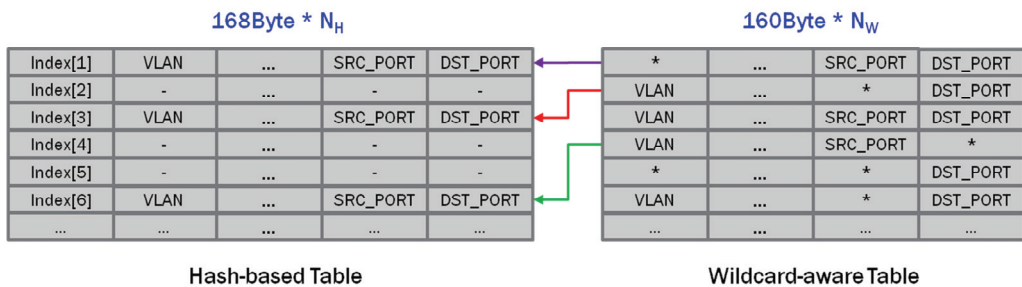 168Byte * NH 160Byte * NW
Index[1] VLAN ... SRC_PORT DST_PORT * ... SRC_PORT DST_PORT
Index[2] - ... - - VLAN ... * DST_PORT
Index[3] VLAN ... SRC_PORT DST_PORT VLAN ... SRC_PORT DST_PORT
Index[4] - ... - - VLAN ... SRC_PORT *
Index[5] - ... - - * ... * DST_PORT
Index[6] VLAN ... SRC_PORT DST_PORT VLAN ... * DST_PORT
... ... ... ... ... ... ... ... ...
Hash-based Table Wildcard-aware Table